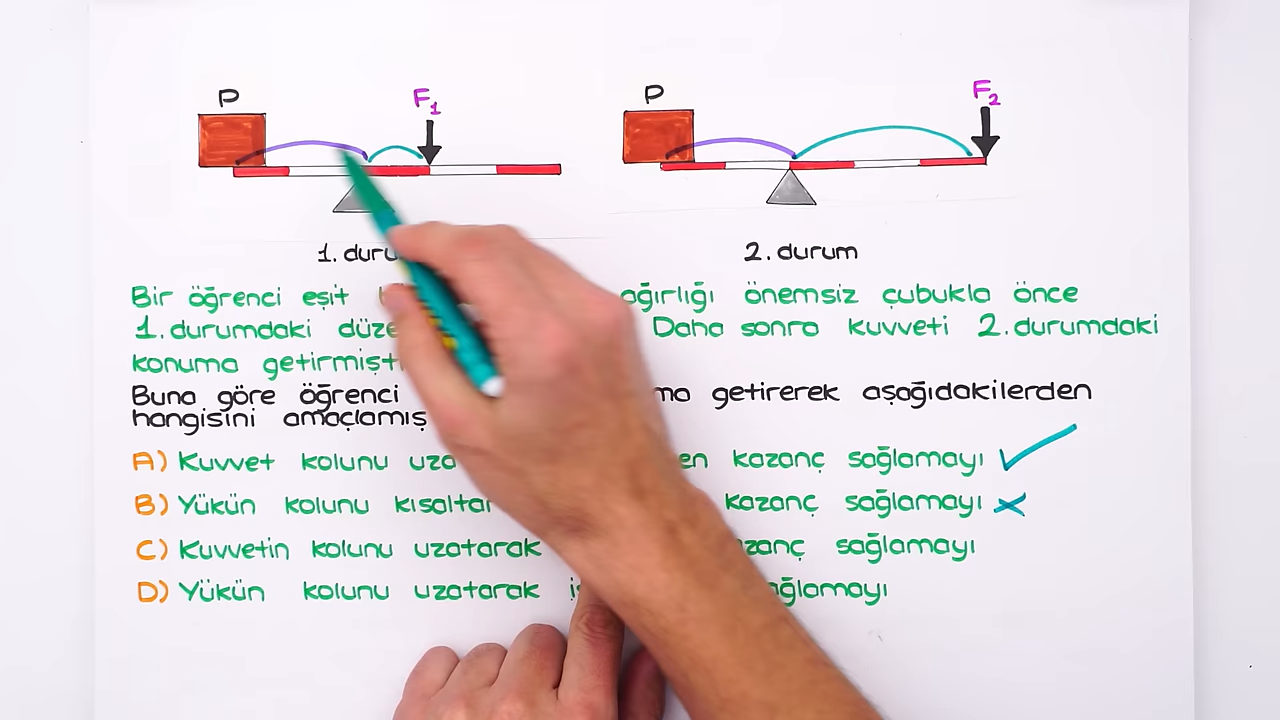 P
F1
P
F2
1. duru
2. durum
Bir öğrenci eşit ağırlığı önemsiz çubukla önce
1. durumdaki düze Daha sonra kuvveti 2. durumdaki
konuma getirmişt
Buna göre öğrenci ma getirerek aşağıdakilerden
hangisini amaçlamış
A) Kuvvet kolunu uza en kazanç sağlamayı
B) Yükün kolunu kısaltar kazanç sağlamayı
C) Kuvvetin kolunu uzatarak zanç sağlamayı
D) Yükün kolunu uzatarak iş ağlamayı